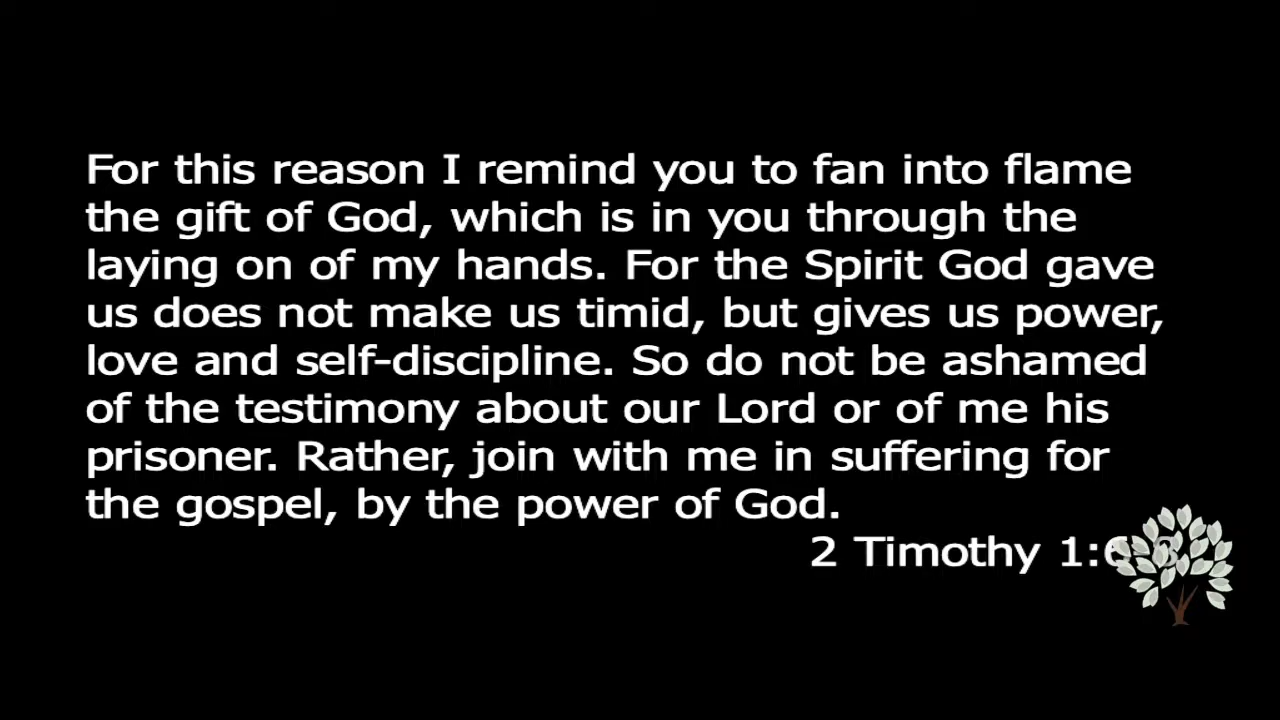 For this reason I remind you to fan into flame
the gift of God, which is in you through the
laying on of my hands. For the Spirit God gave
us does not make us timid, but gives us power,
love and self-discipline. So do not be ashamed
of the testimony about our Lord or of me his
prisoner. Rather, join with me in suffering for
the gospel, by the power of God.
2 Timothy 1:6-8